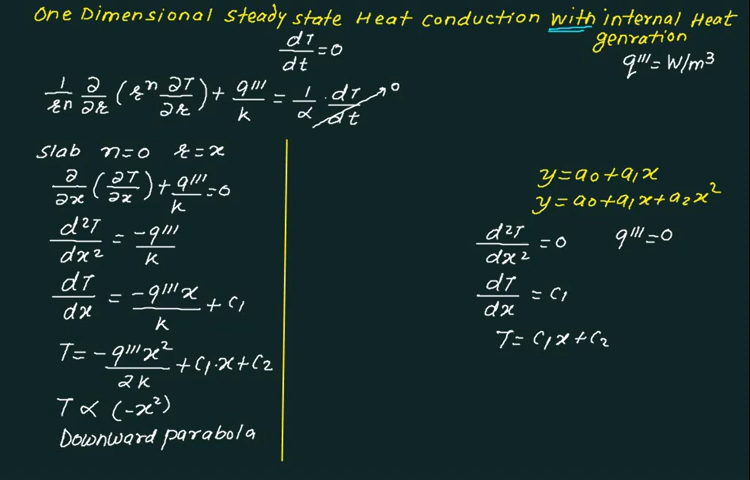 One Dimensional Steady state Heat conduction with internal Heat
genration
dT/dt = 0
q''' = W/m³
1/rⁿ ∂/∂r (rⁿ ∂T/∂r) + q'''/k = 1/α · dT/dt → 0
Slab n=0 r=x
∂/∂x (∂T/∂x) + q'''/k = 0
d²T/dx² = -q'''/k
dT/dx = -q'''x/k + C₁
T = -q'''x²/2k + C₁·x + C₂
T ∝ (-x²)
Downward parabola
y = a₀ + a₁x
y = a₀ + a₁x + a₂x²
d²T/dx² = 0 q''' = 0
dT/dx = C₁
T = C₁x + C₂